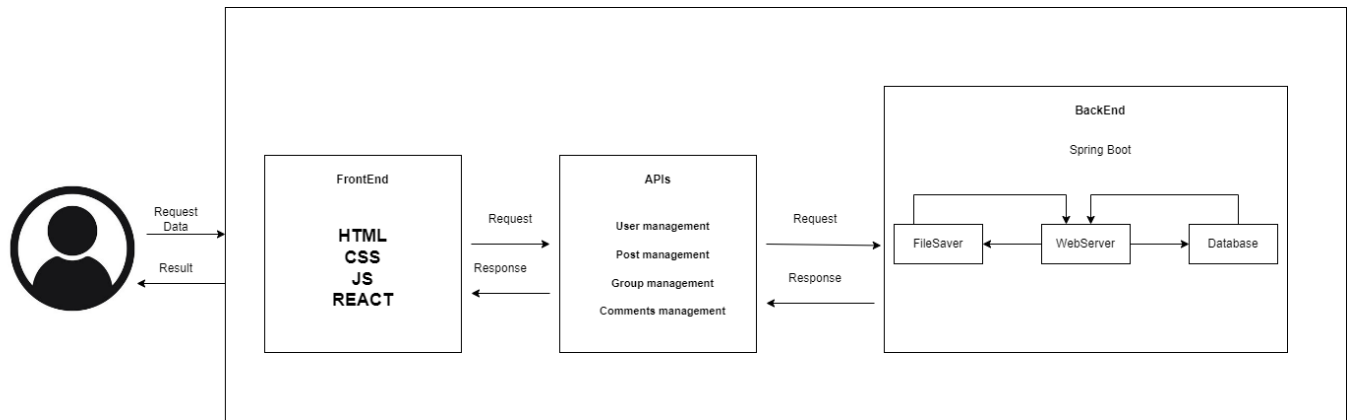 Request
Data
Result
FrontEnd
HTML
CSS
JS
REACT
Request
Response
APIs
User management
Post management
Group management
Comments management
Request
Response
BackEnd
Spring Boot
FileSaver
WebServer
Database